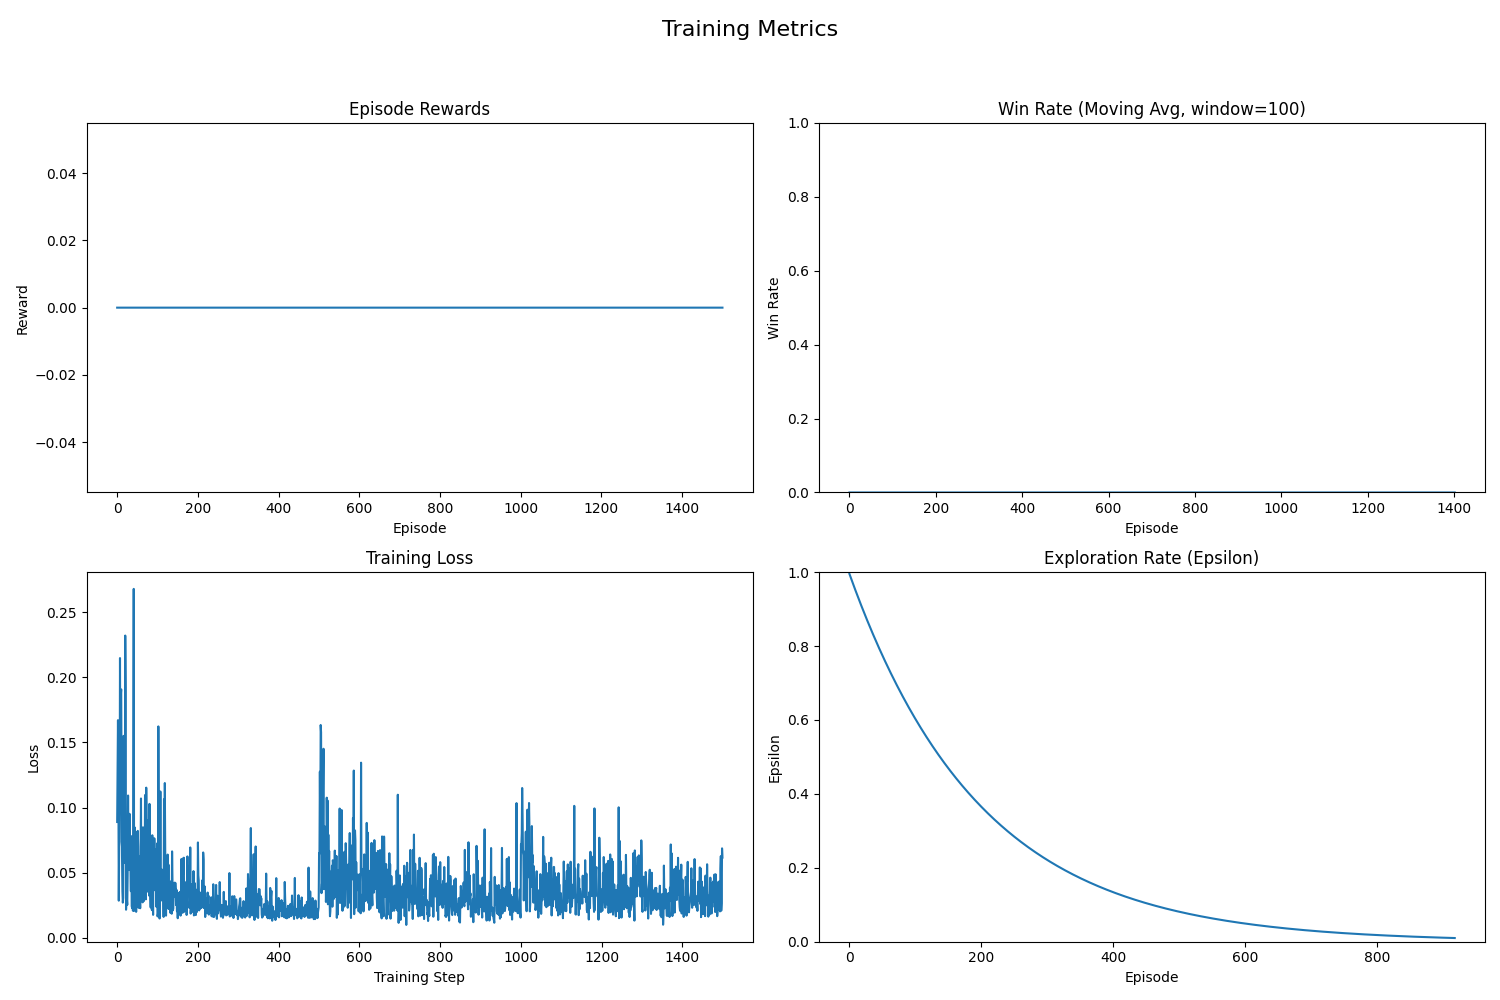 Training Metrics
Episode Rewards
0.04
0.02
0.00
−0.02
−0.04
Reward
0 200 400 600 800 1000 1200 1400
Episode
Win Rate (Moving Avg, window=100)
1.0
0.8
0.6
0.4
0.2
0.0
Win Rate
0 200 400 600 800 1000 1200 1400
Episode
Training Loss
0.25
0.20
0.15
0.10
0.05
0.00
Loss
0 200 400 600 800 1000 1200 1400
Training Step
Exploration Rate (Epsilon)
1.0
0.8
0.6
0.4
0.2
0.0
Epsilon
0 200 400 600 800
Episode